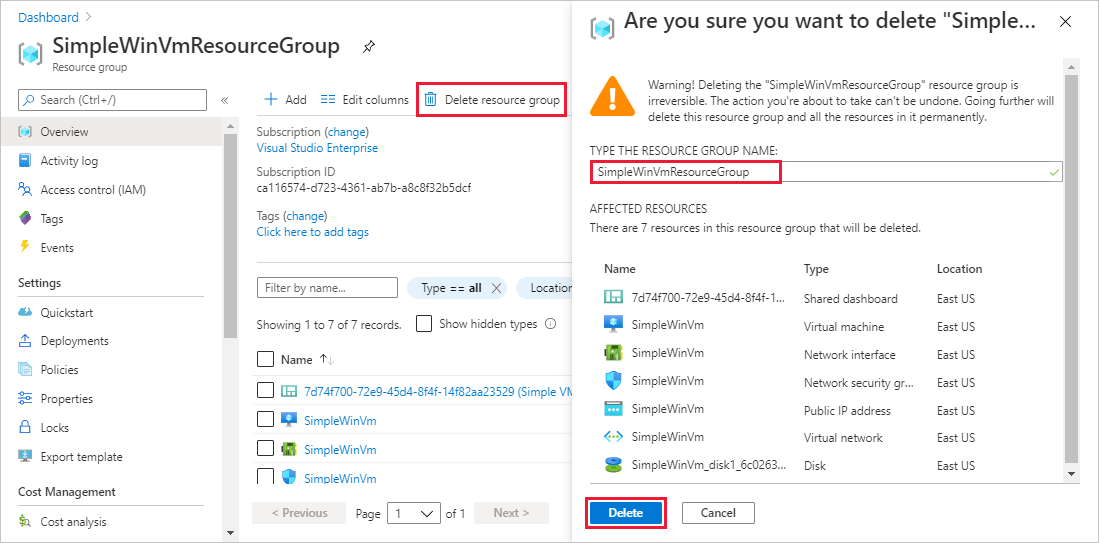 Dashboard
SimpleWinVmResourceGroup
Resource group
Search (Ctrl+/)
«
Overview
Activity log
Access control (IAM)
Tags
Events
Settings
Quickstart
Deployments
Policies
Properties
Locks
Export template
Cost Management
Cost analysis
Add Edit columns Delete resource group
Subscription (change)
Visual Studio Enterprise
Subscription ID
ca116574-d723-4361-ab7b-a8c8f32b5dcf
Tags (change)
Click here to add tags
Filter by name... Type == all Location
Showing 1 to 7 of 7 records. Show hidden types
Name
7d74f700-72e9-45d4-8f4f-14f82aa23529 (Simple VM
SimpleWinVm
SimpleWinVm
SimpleWinVm
< Previous Page 1 of 1 Next >
Are you sure you want to delete "Simple...
Warning! Deleting the "SimpleWinVmResourceGroup" resource group is
irreversible. The action you're about to take can't be undone. Going further will
delete this resource group and all the resources in it permanently.
TYPE THE RESOURCE GROUP NAME:
SimpleWinVmResourceGroup
AFFECTED RESOURCES
There are 7 resources in this resource group that will be deleted.
Name Type Location
7d74f700-72e9-45d4-8f4f-1... Shared dashboard East US
SimpleWinVm Virtual machine East US
SimpleWinVm Network interface East US
SimpleWinVm Network security gr... East US
SimpleWinVm Public IP address East US
SimpleWinVm Virtual network East US
SimpleWinVm_disk1_6c0263... Disk East US
Delete Cancel